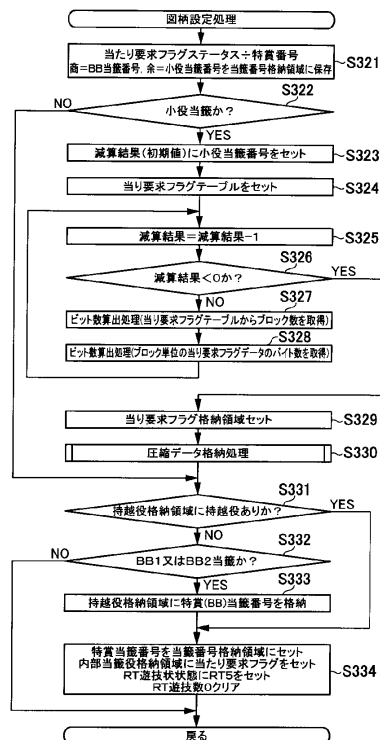 図柄設定処理
当たり要求フラグステータス÷特賞番号
商=BB当籤番号、余=小役当籤番号を当籤番号格納領域に保存
S321
S322
小役当籤か？
NO
YES
減算結果（初期値）に小役当籤番号をセット
S323
当り要求フラグテーブルをセット
S324
減算結果＝減算結果-1
S325
S326
減算結果<0か？
YES
NO
S327
ビット数算出処理(当り要求フラグテーブルからブロック数を取得)
S328
ビット数算出処理(ブロック単位の当り要求フラグデータのバイト数を取得)
当り要求フラグ格納領域セット
S329
圧縮データ格納処理
S330
S331
持越役格納領域に持越役ありか？
YES
NO
S332
BB1又はBB2当籤か？
NO
YES
S333
持越役格納領域に特賞(BB)当籤番号を格納
特賞当籤番号を当籤番号格納領域にセット
内部当籤役格納領域に当たり要求フラグをセット
RT遊技状状態にRT5をセット
RT遊技数0クリア
S334
戻る